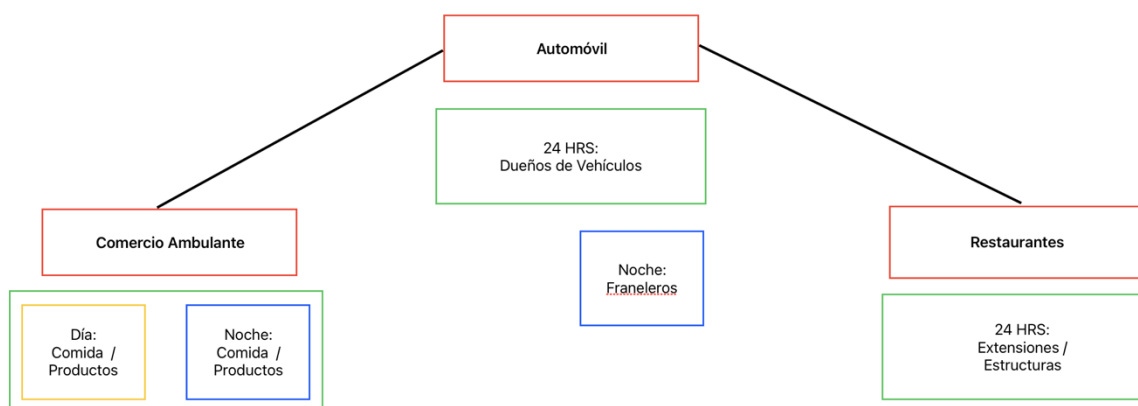 Automóvil
24 HRS:
Dueños de Vehículos
Comercio Ambulante
Restaurantes
Noche:
Franeleros
Día:
Comida /
Productos
Noche:
Comida /
Productos
24 HRS:
Extensiones /
Estructuras